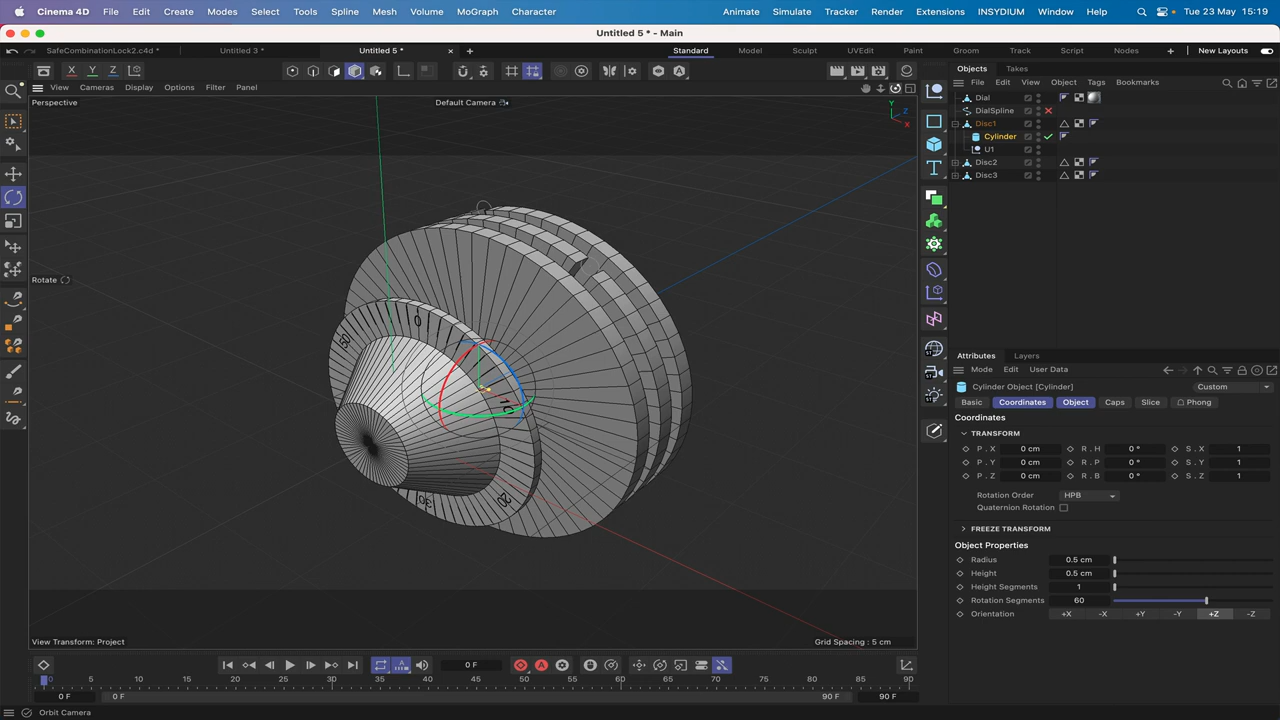 Cinema 4D File Edit Create Modes Select Tools Spline Mesh Volume MoGraph Character Animate Simulate Tracker Render Extensions INSYDIUM Window Help Tue 23 May 15:19
Untitled 5 * - Main
SafeCombinationLock2.c4d * Untitled 3 * Untitled 5 * Standard Model Sculpt UVEdit Paint Groom Track Script Nodes New Layouts
X Y Z
Objects Takes
View Cameras Display Options Filter Panel
File Edit View Object Tags Bookmarks
Perspective Default Camera
Dial
DialSpline
Disc1
Cylinder
U1
Disc2
Disc3
Y
Z
X
Rotate
0
50
10
30
20
Attributes Layers
Mode Edit User Data
Cylinder Object [Cylinder] Custom
Basic Coordinates Object Caps Slice Phong
Coordinates
TRANSFORM
P . X 0 cm R . H 0 ° S . X 1
P . Y 0 cm R . P 0 ° S . Y 1
P . Z 0 cm R . B 0 ° S . Z 1
Rotation Order HPB
Quaternion Rotation
FREEZE TRANSFORM
Object Properties
Radius 0.5 cm
Height 0.5 cm
Height Segments 1
Rotation Segments 60
Orientation +X -X +Y -Y +Z -Z
View Transform: Project Grid Spacing : 5 cm
0 F
0 5 10 15 20 25 30 35 40 45 50 55 60 65 70 75 80 85 90
0 F 0 F 90 F 90 F
Orbit Camera